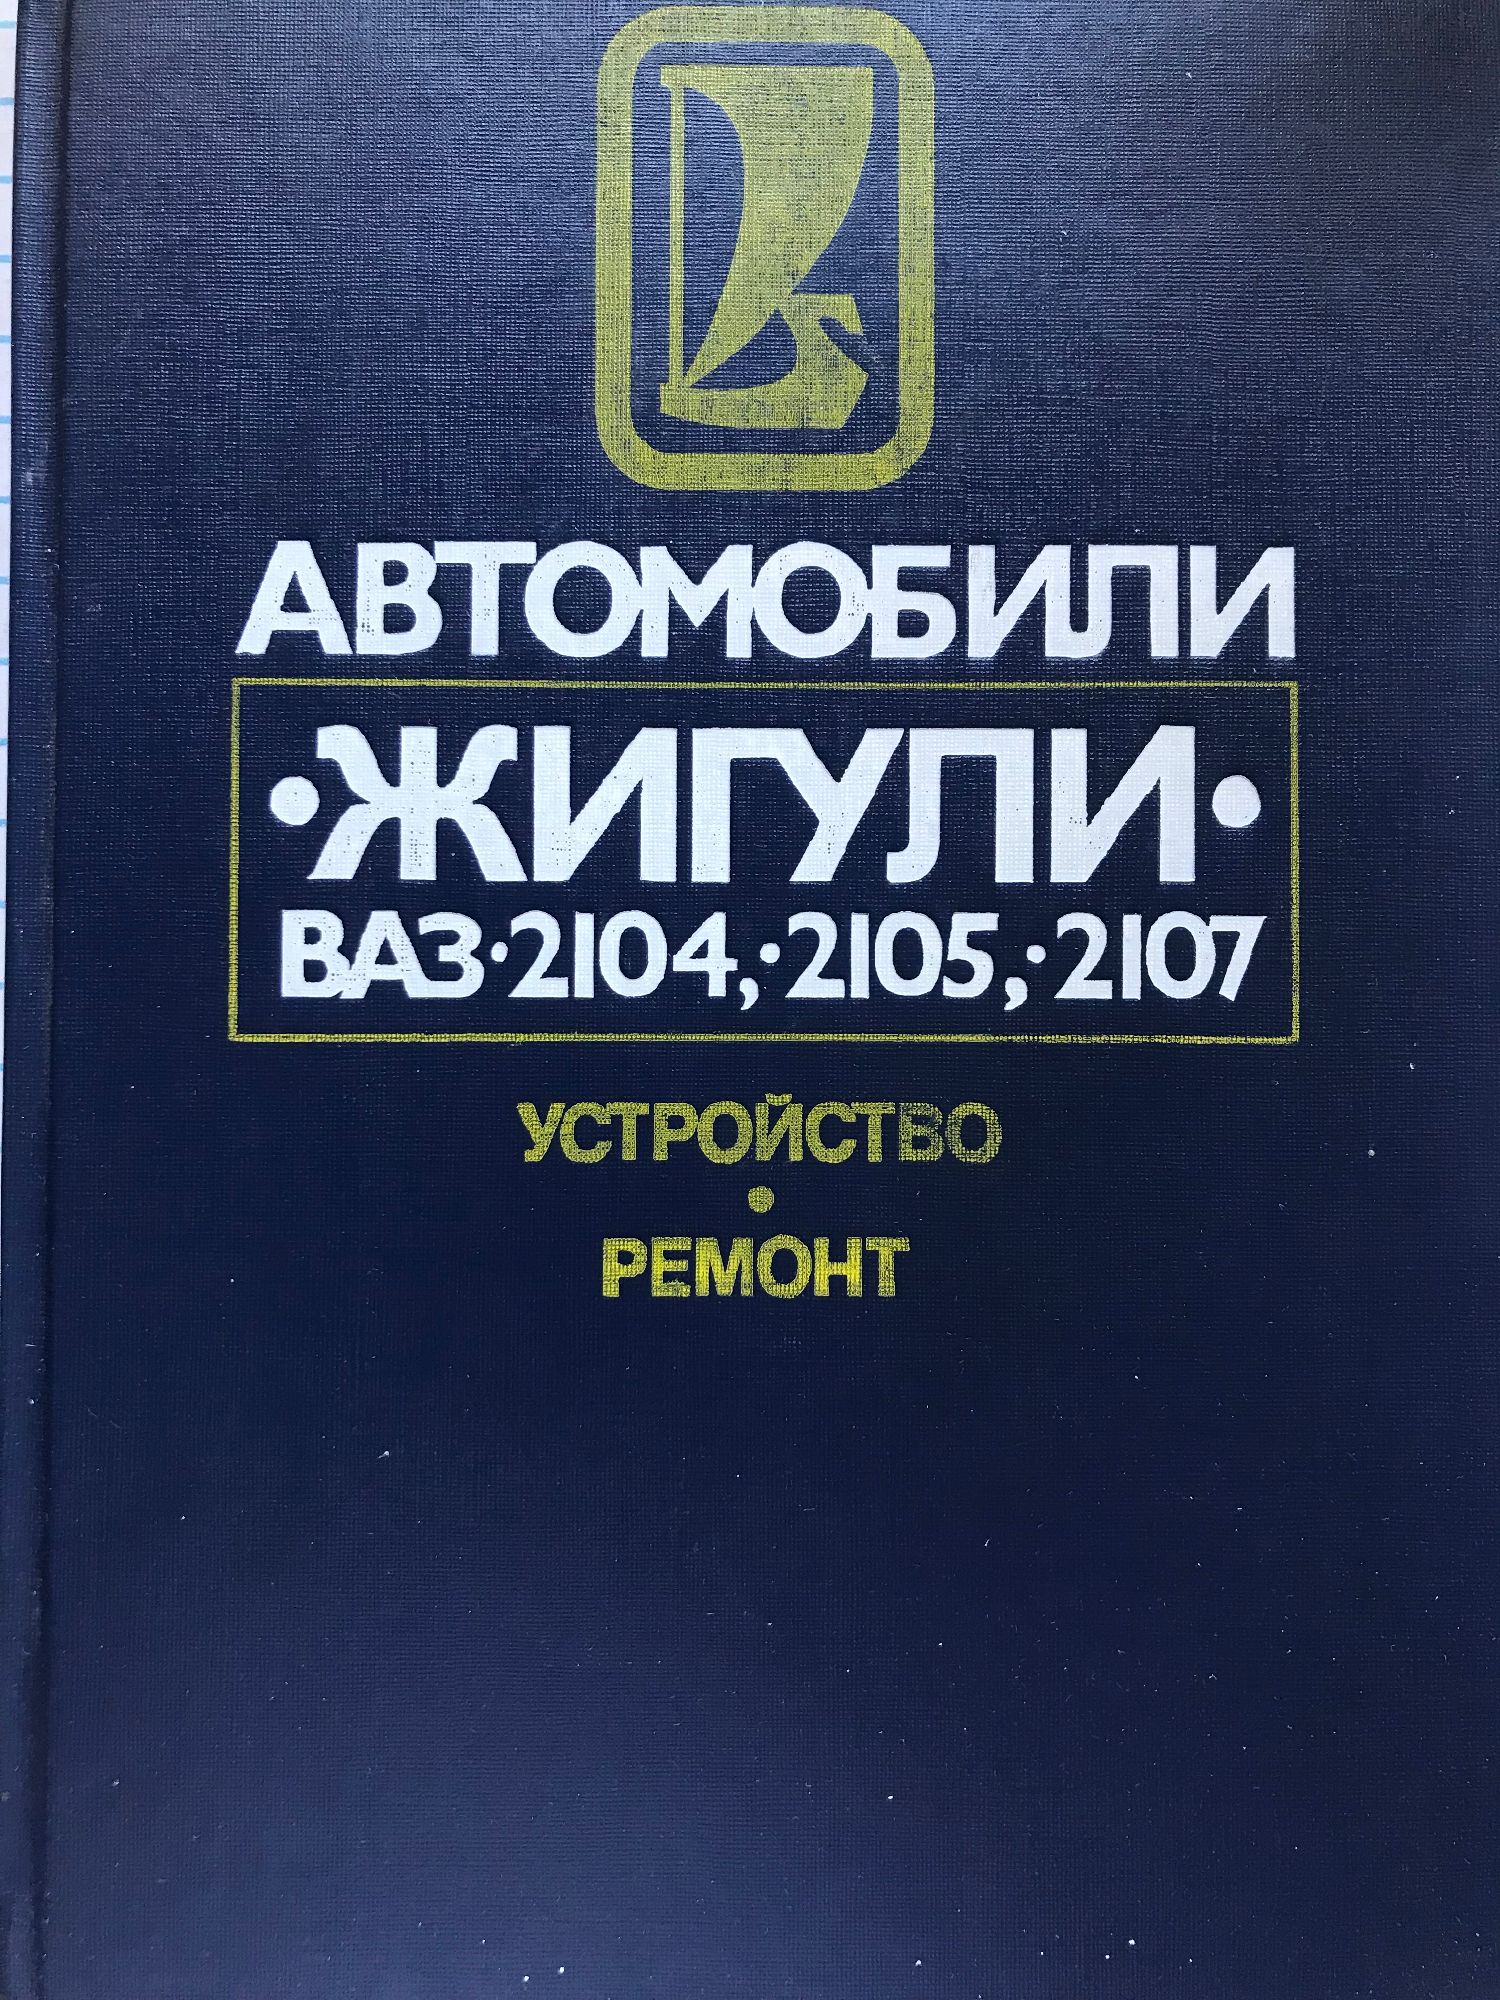 АВТОМОБИЛИ
·ЖИГУЛИ·
ВАЗ·2104,·2105,·2107
УСТРОЙСТВО
·
РЕМОНТ